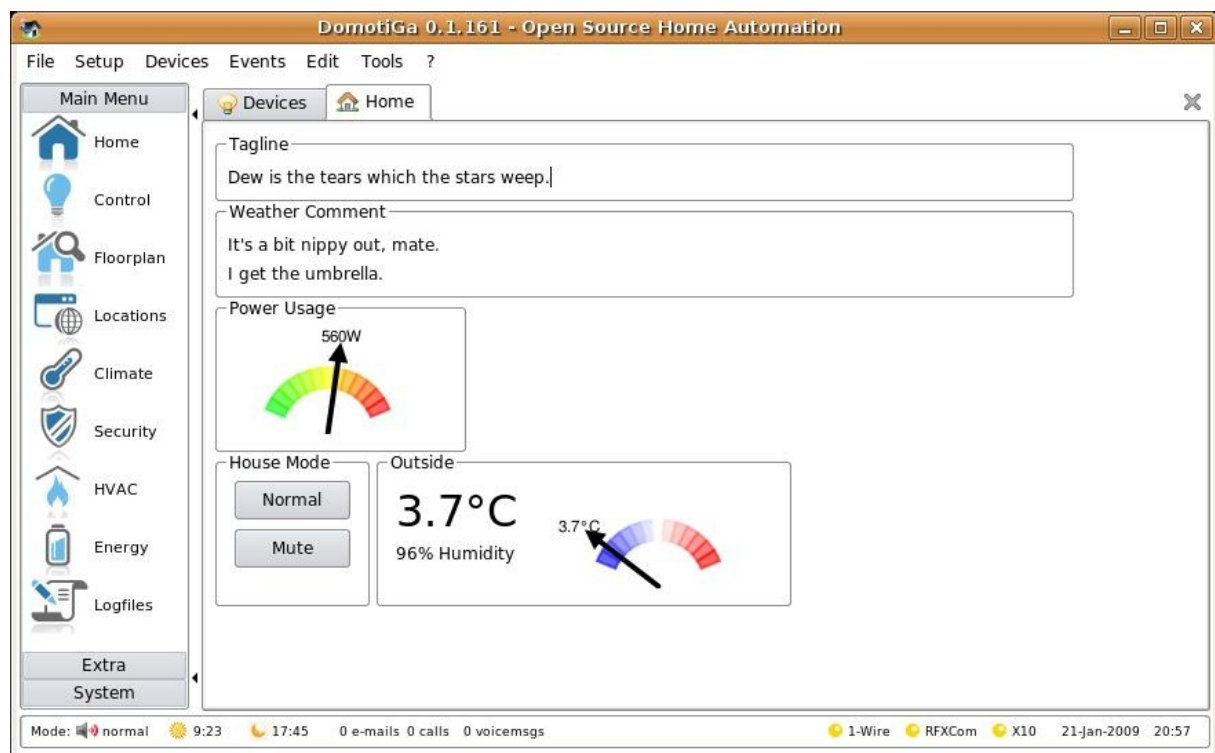 DomotiGa 0.1.161 - Open Source Home Automation
File Setup Devices Events Edit Tools ?
Main Menu
Home
Control
Floorplan
Locations
Climate
Security
HVAC
Energy
Logfiles
Extra
System
Devices Home
Tagline
Dew is the tears which the stars weep.
Weather Comment
It's a bit nippy out, mate.
I get the umbrella.
Power Usage
560W
House Mode
Normal
Mute
Outside
3.7°C
96% Humidity
3.7°C
Mode: normal 9:23 17:45 0 e-mails 0 calls 0 voicemsgs 1-Wire RFXCom X10 21-Jan-2009 20:57